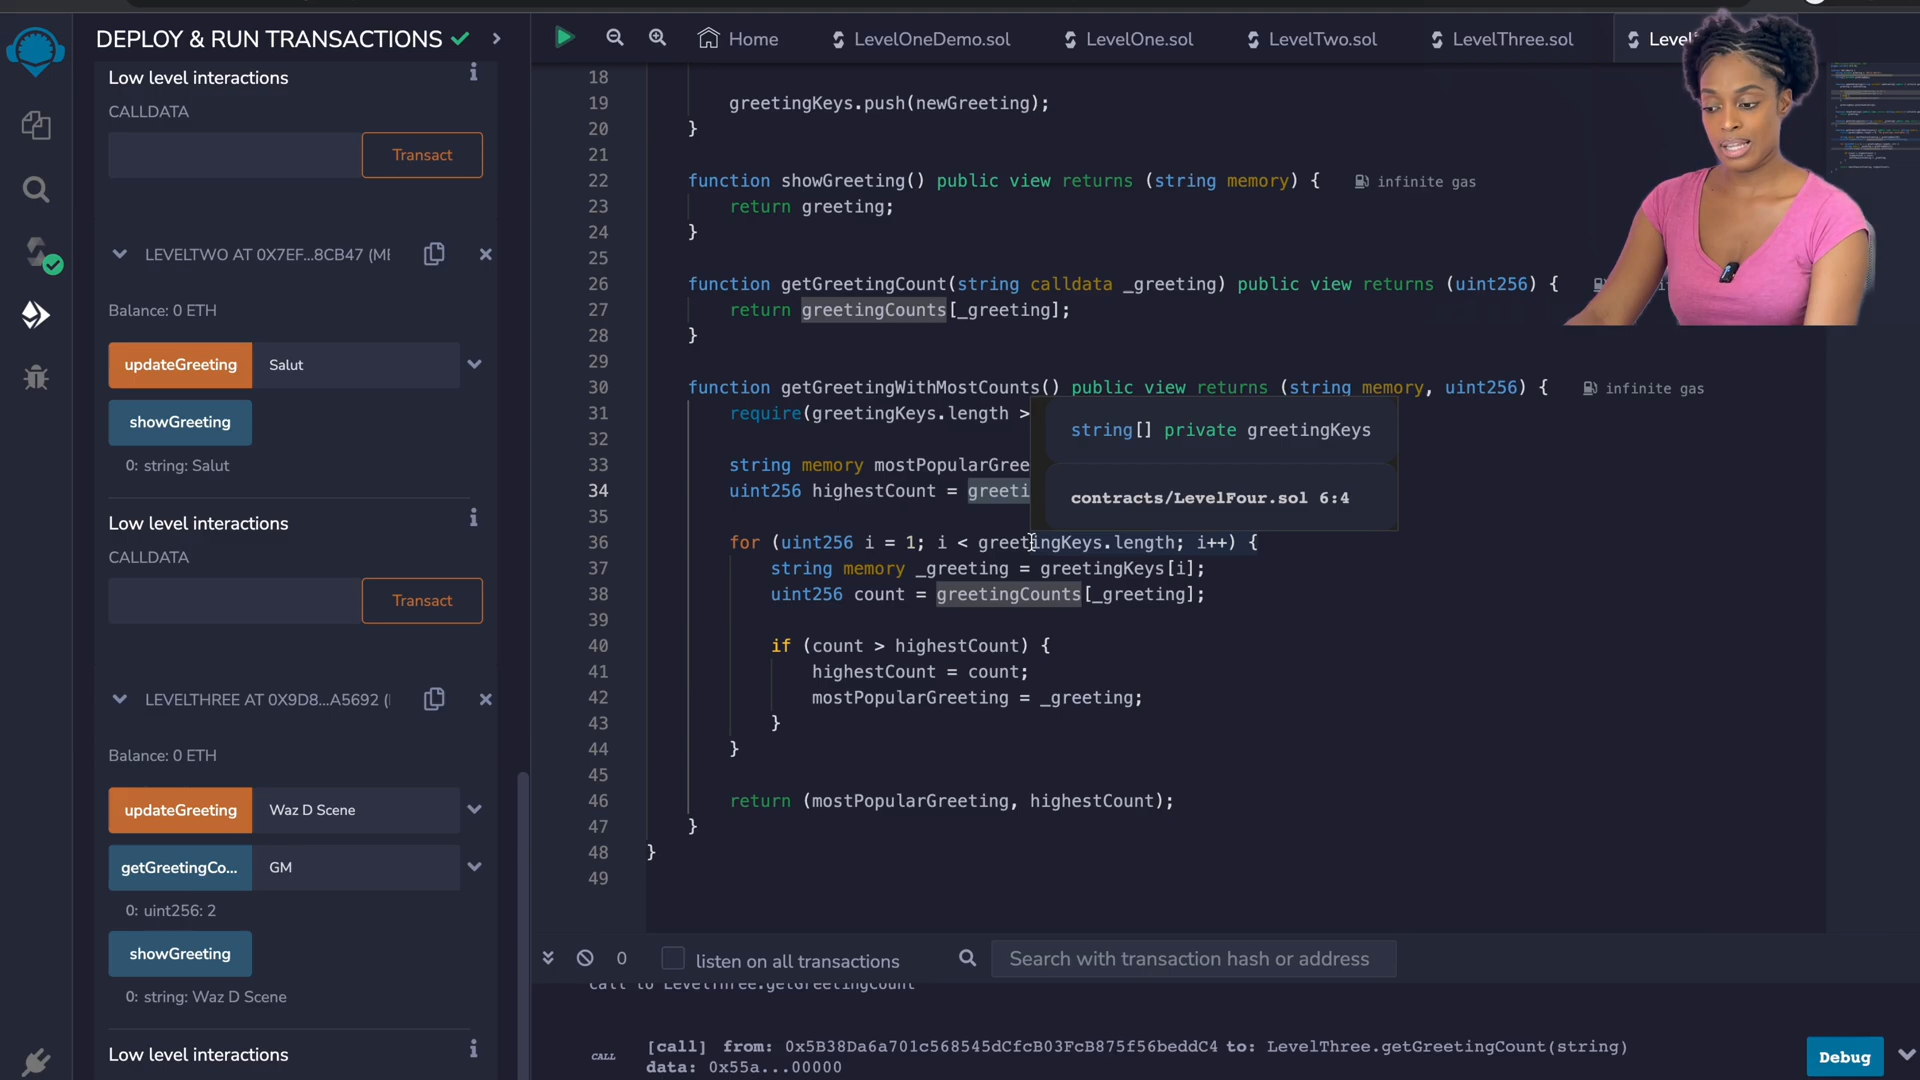 DEPLOY & RUN TRANSACTIONS
Low level interactions
CALLDATA
Transact
LEVELTWO AT 0X7EF...8CB47
Balance: 0 ETH
updateGreeting Salut
showGreeting
0: string: Salut
Low level interactions
CALLDATA
Transact
LEVELTHREE AT 0X9D8...A5692
Balance: 0 ETH
updateGreeting Waz D Scene
getGreetingCo... GM
0: uint256: 2
showGreeting
0: string: Waz D Scene
Low level interactions
Home LevelOneDemo.sol LevelOne.sol LevelTwo.sol LevelThree.sol
18
19 greetingKeys.push(newGreeting);
20 }
21
22 function showGreeting() public view returns (string memory) { infinite gas
23 return greeting;
24 }
25
26 function getGreetingCount(string calldata _greeting) public view returns (uint256) {
27 return greetingCounts[_greeting];
28 }
29
30 function getGreetingWithMostCounts() public view returns (string memory, uint256) { infinite gas
31 require(greetingKeys.length >
32
33 string memory mostPopularGree
34 uint256 highestCount = greeti
35
36 for (uint256 i = 1; i < greetingKeys.length; i++) {
37 string memory _greeting = greetingKeys[i];
38 uint256 count = greetingCounts[_greeting];
39
40 if (count > highestCount) {
41 highestCount = count;
42 mostPopularGreeting = _greeting;
43 }
44 }
45
46 return (mostPopularGreeting, highestCount);
47 }
48 }
49
string[] private greetingKeys
contracts/LevelFour.sol 6:4
0 listen on all transactions Search with transaction hash or address
call to LevelThree.getGreetingCount
CALL [call] from: 0x5B38Da6a701c568545dCfcB03FcB875f56beddC4 to: LevelThree.getGreetingCount(string)
data: 0x55a...00000
Debug